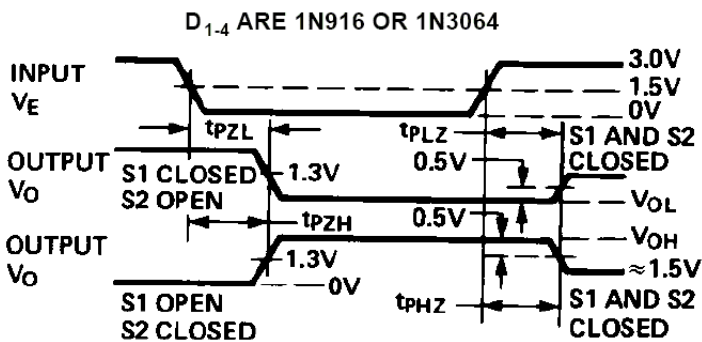 D1-4 ARE 1N916 OR 1N3064
INPUT
VE
3.0V
1.5V
0V
tPZL
tPLZ
S1 AND S2
CLOSED
OUTPUT
VO
S1 CLOSED
S2 OPEN
1.3V
0.5V
VOL
tPZH
0.5V
VOH
OUTPUT
VO
1.3V
0V
≈1.5V
S1 OPEN
S2 CLOSED
tPHZ
S1 AND S2
CLOSED